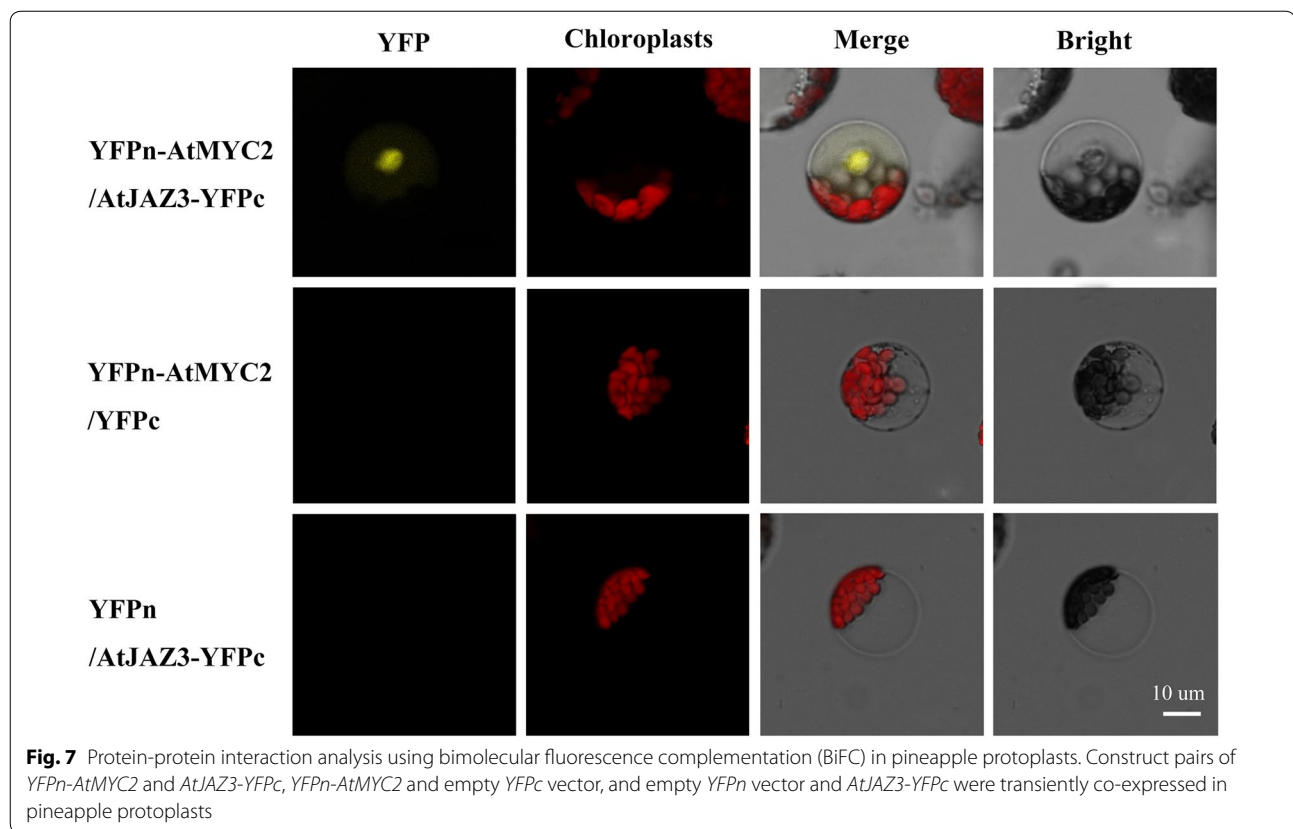 YFP Chloroplasts Merge Bright
YFPn-AtMYC2
/AtJAZ3-YFPc
YFPn-AtMYC2
/YFPc
YFPn
/AtJAZ3-YFPc
10 um
Fig. 7 Protein-protein interaction analysis using bimolecular fluorescence complementation (BiFC) in pineapple protoplasts. Construct pairs of
YFPn-AtMYC2 and AtJAZ3-YFPc, YFPn-AtMYC2 and empty YFPc vector, and empty YFPn vector and AtJAZ3-YFPc were transiently co-expressed in
pineapple protoplasts